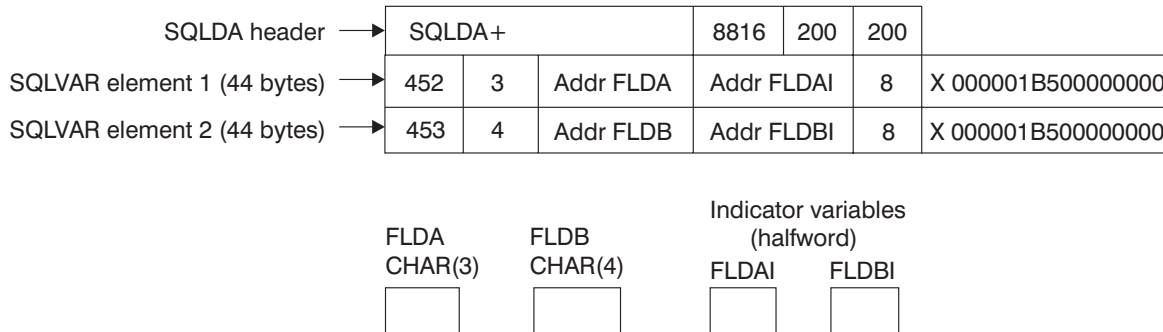 SQLDA header SQLDA+ 8816 200 200
SQLVAR element 1 (44 bytes) 452 3 Addr FLDA Addr FLDAI 8 X 000001B500000000
SQLVAR element 2 (44 bytes) 453 4 Addr FLDB Addr FLDBI 8 X 000001B500000000
Indicator variables
FLDA FLDB (halfword)
CHAR(3) CHAR(4) FLDAI FLDBI